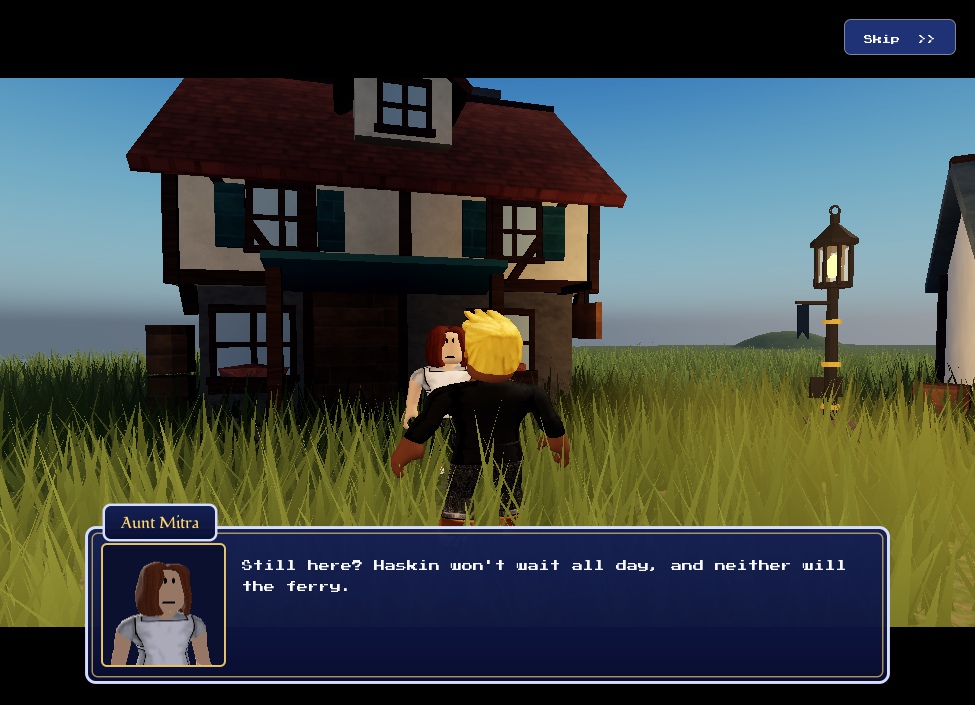 Skip >>
Aunt Mitra
Still here? Haskin won't wait all day, and neither will
the ferry.